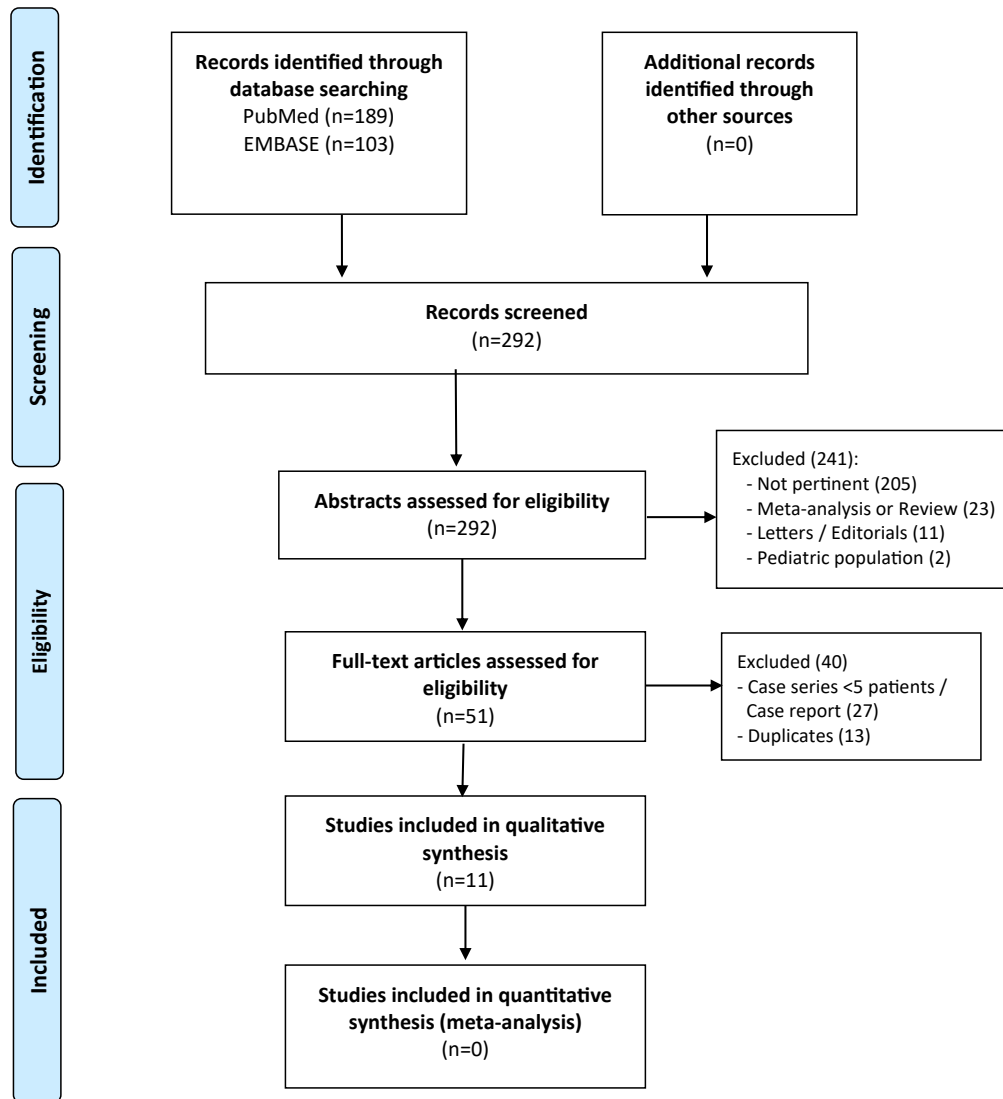 Identification
Records identified through
database searching
PubMed (n=189)
EMBASE (n=103)
Additional records
identified through
other sources
(n=0)
Screening
Records screened
(n=292)
Eligibility
Abstracts assessed for eligibility
(n=292)
Excluded (241):
- Not pertinent (205)
- Meta-analysis or Review (23)
- Letters / Editorials (11)
- Pediatric population (2)
Full-text articles assessed for
eligibility
(n=51)
Excluded (40)
- Case series <5 patients /
Case report (27)
- Duplicates (13)
Included
Studies included in qualitative
synthesis
(n=11)
Studies included in quantitative
synthesis (meta-analysis)
(n=0)